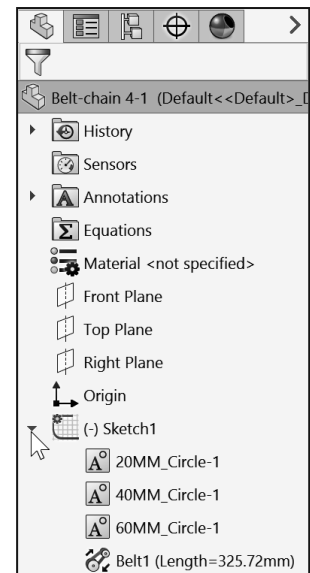 Belt-chain 4-1 (Default<<Default>_D
History
Sensors
Annotations
Equations
Material <not specified>
Front Plane
Top Plane
Right Plane
Origin
(-) Sketch1
20MM_Circle-1
40MM_Circle-1
60MM_Circle-1
Belt1 (Length=325.72mm)